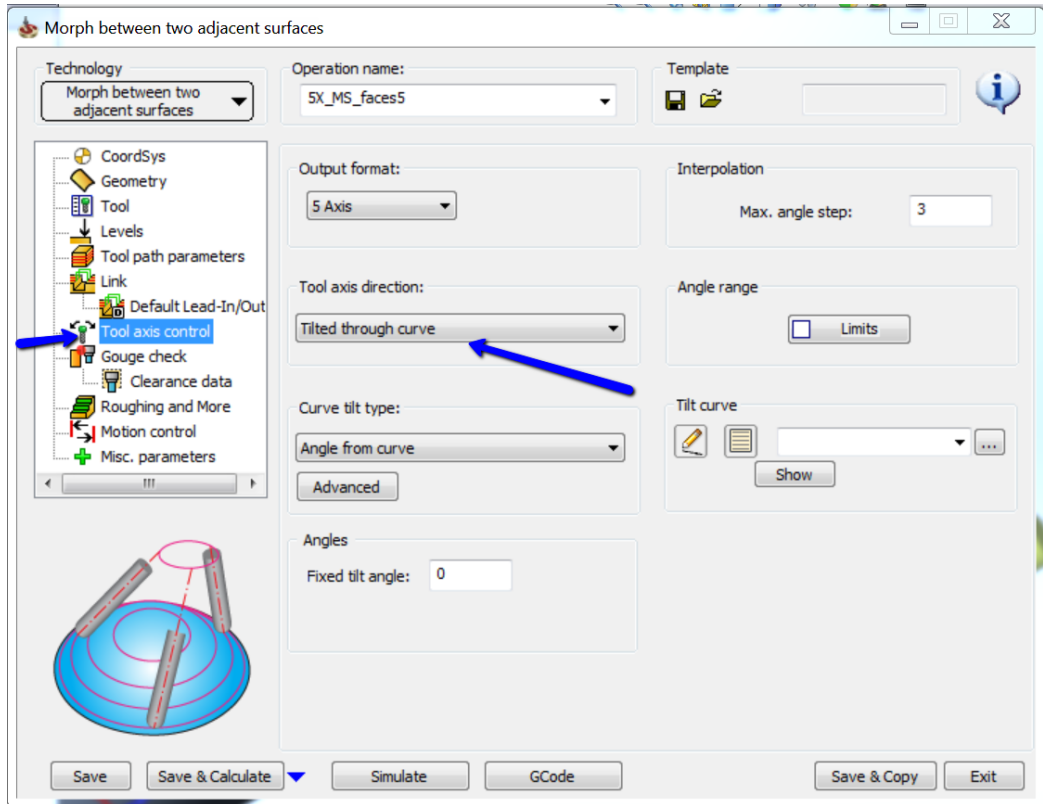 Morph between two adjacent surfaces
Technology
Morph between two
adjacent surfaces
Operation name:
5X_MS_faces5
Template
CoordSys
Geometry
Tool
Levels
Tool path parameters
Link
Default Lead-In/Out
Tool axis control
Gouge check
Clearance data
Roughing and More
Motion control
Misc. parameters
Output format:
5 Axis
Interpolation
Max. angle step:
3
Tool axis direction:
Tilted through curve
Angle range
Limits
Curve tilt type:
Angle from curve
Advanced
Tilt curve
...
Show
Angles
Fixed tilt angle:
0
Save
Save & Calculate
Simulate
GCode
Save & Copy
Exit